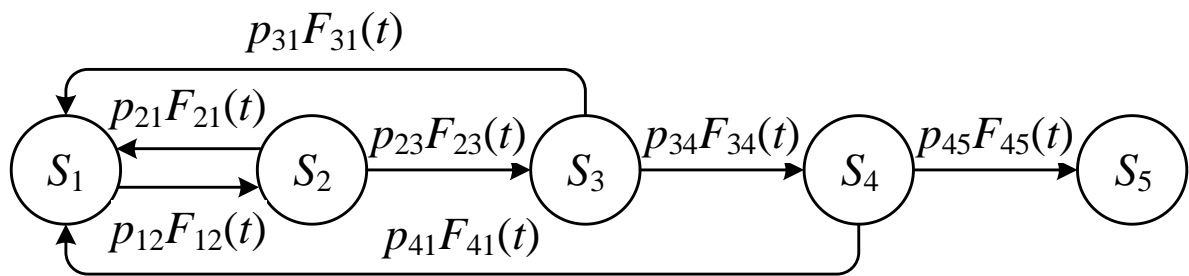 p₃₁F₃₁(t)
p₂₁F₂₁(t)
p₂₃F₂₃(t)
p₃₄F₃₄(t)
p₄₅F₄₅(t)
S₁
S₂
S₃
S₄
S₅
p₁₂F₁₂(t)
p₄₁F₄₁(t)